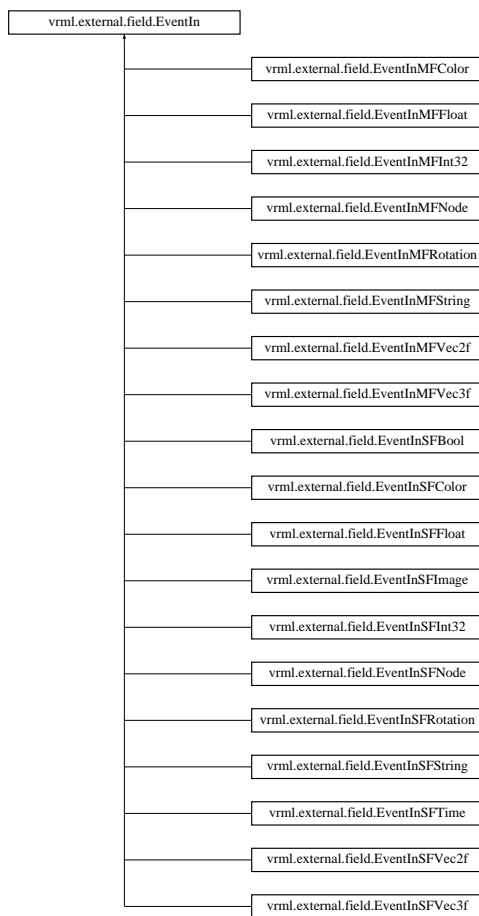 vrml.external.field.EventIn
vrml.external.field.EventInMFColor
vrml.external.field.EventInMFFloat
vrml.external.field.EventInMFInt32
vrml.external.field.EventInMFNode
vrml.external.field.EventInMFRotation
vrml.external.field.EventInMFString
vrml.external.field.EventInMFVec2f
vrml.external.field.EventInMFVec3f
vrml.external.field.EventInSFBool
vrml.external.field.EventInSFColor
vrml.external.field.EventInSFFloat
vrml.external.field.EventInSFImage
vrml.external.field.EventInSFInt32
vrml.external.field.EventInSFNode
vrml.external.field.EventInSFRotation
vrml.external.field.EventInSFString
vrml.external.field.EventInSFTime
vrml.external.field.EventInSFVec2f
vrml.external.field.EventInSFVec3f